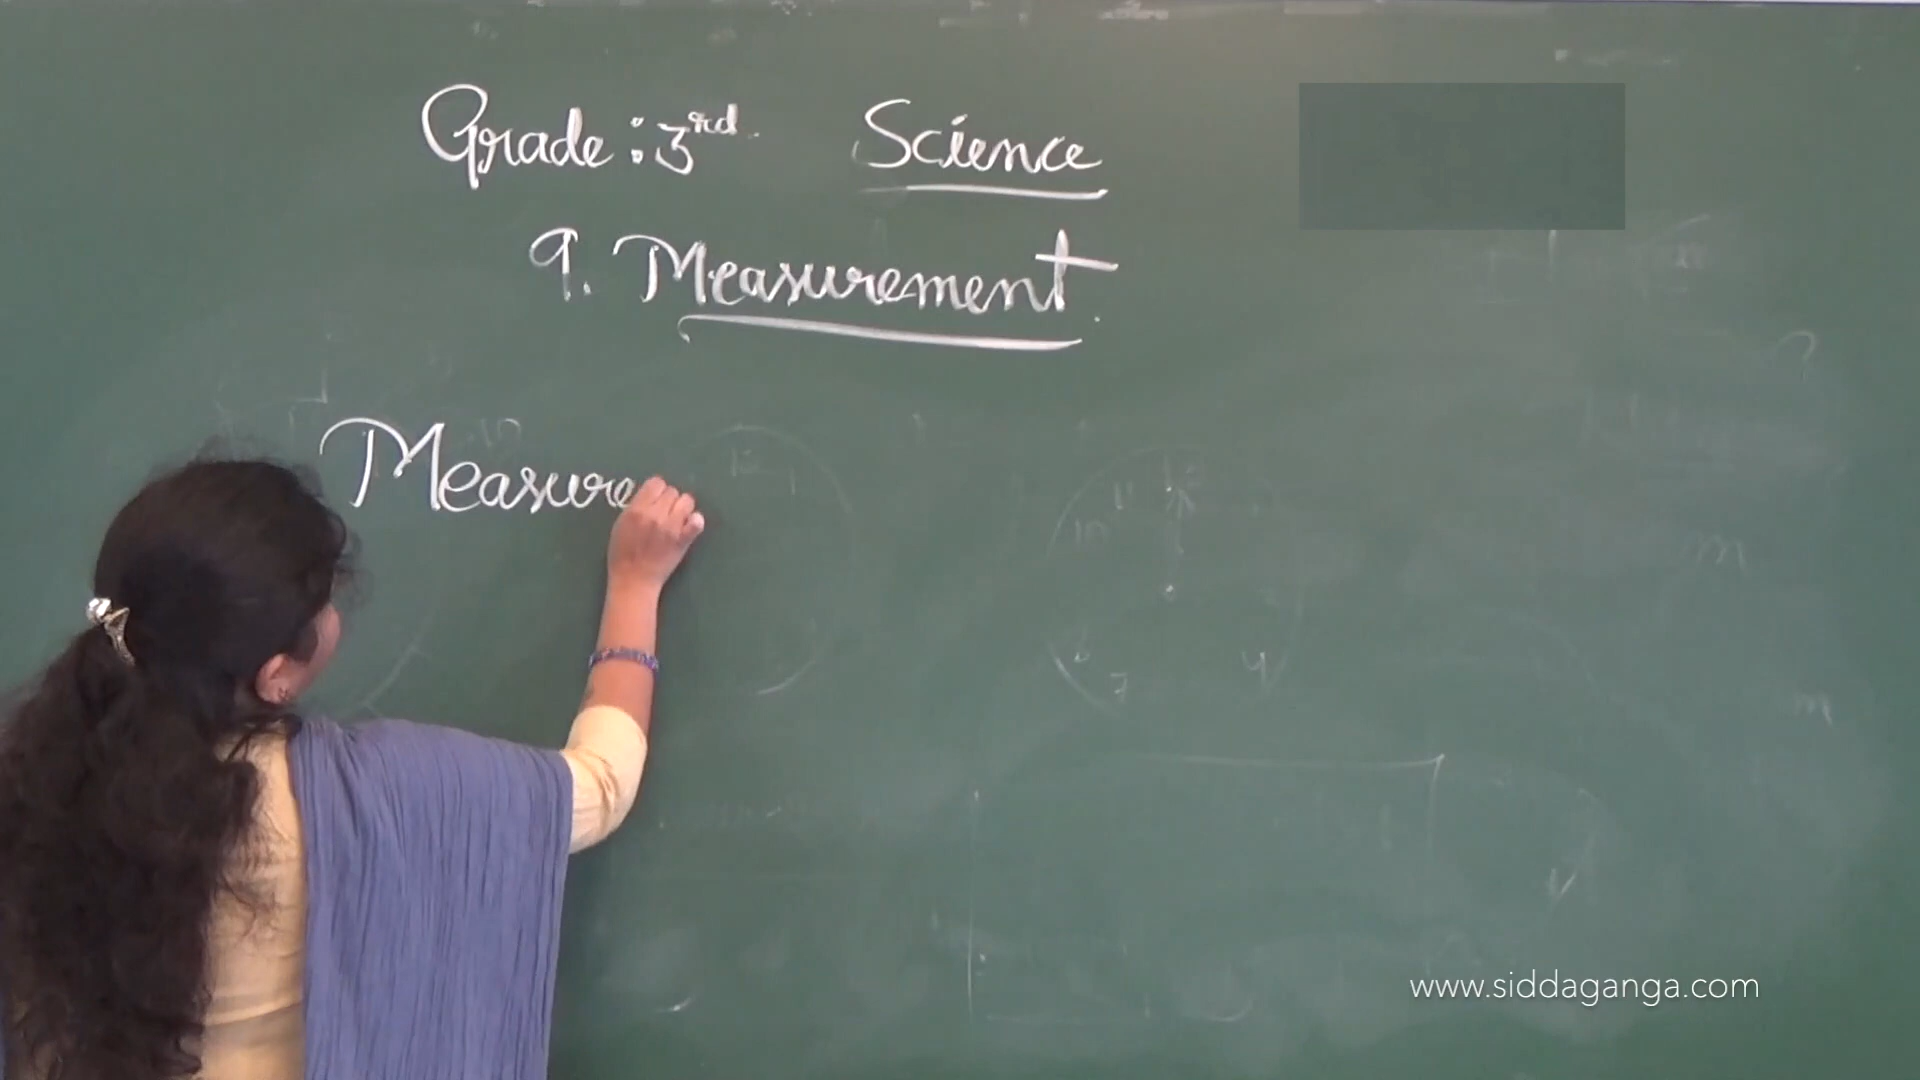 Grade: 3rd. Science
9. Measurement.
Measure
www.siddaganga.com